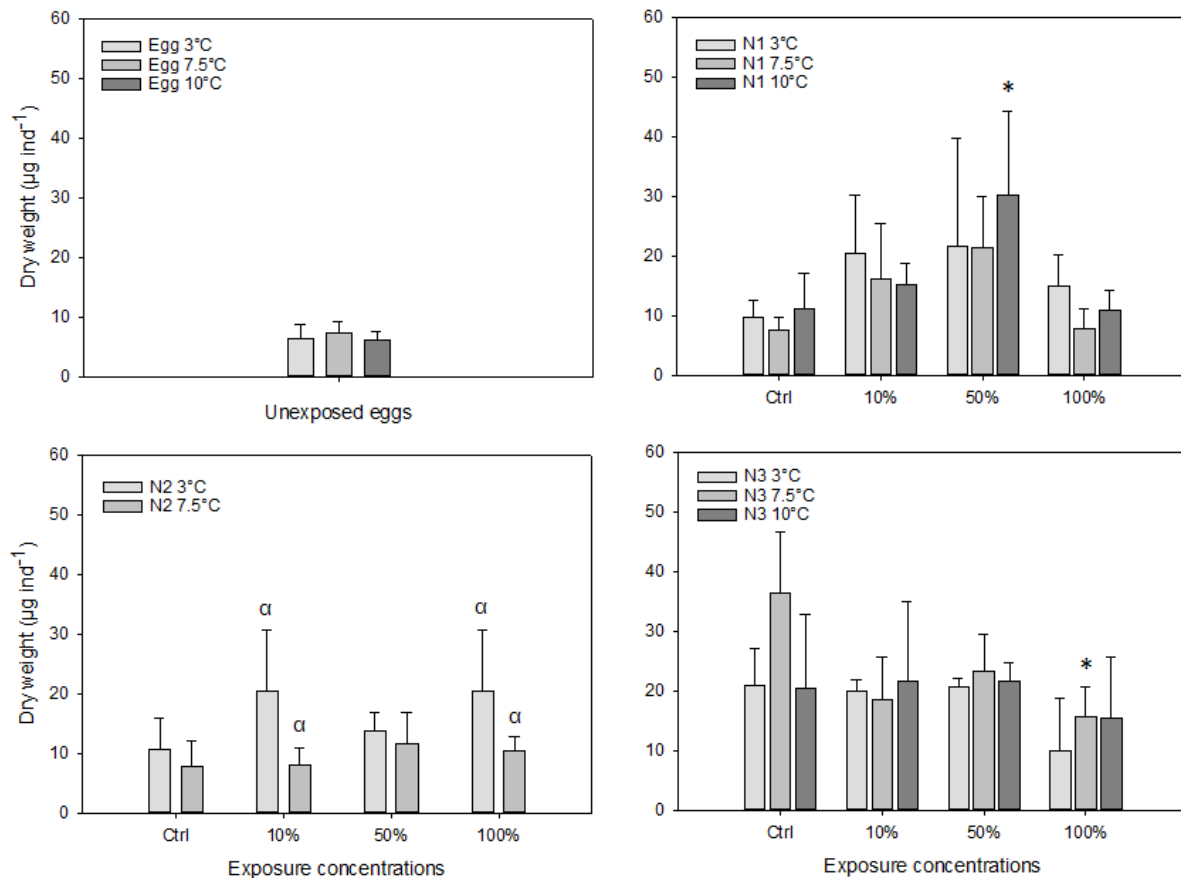 60
50
40
30
20
10
0
Dry weight (µg ind⁻¹)
Egg 3°C
Egg 7.5°C
Egg 10°C
Unexposed eggs
60
50
40
30
20
10
0
N1 3°C
N1 7.5°C
N1 10°C
*
Ctrl 10% 50% 100%
60
50
40
30
20
10
0
Dry weight (µg ind⁻¹)
N2 3°C
N2 7.5°C
α α
α α
Ctrl 10% 50% 100%
Exposure concentrations
60
50
40
30
20
10
0
N3 3°C
N3 7.5°C
N3 10°C
*
Ctrl 10% 50% 100%
Exposure concentrations